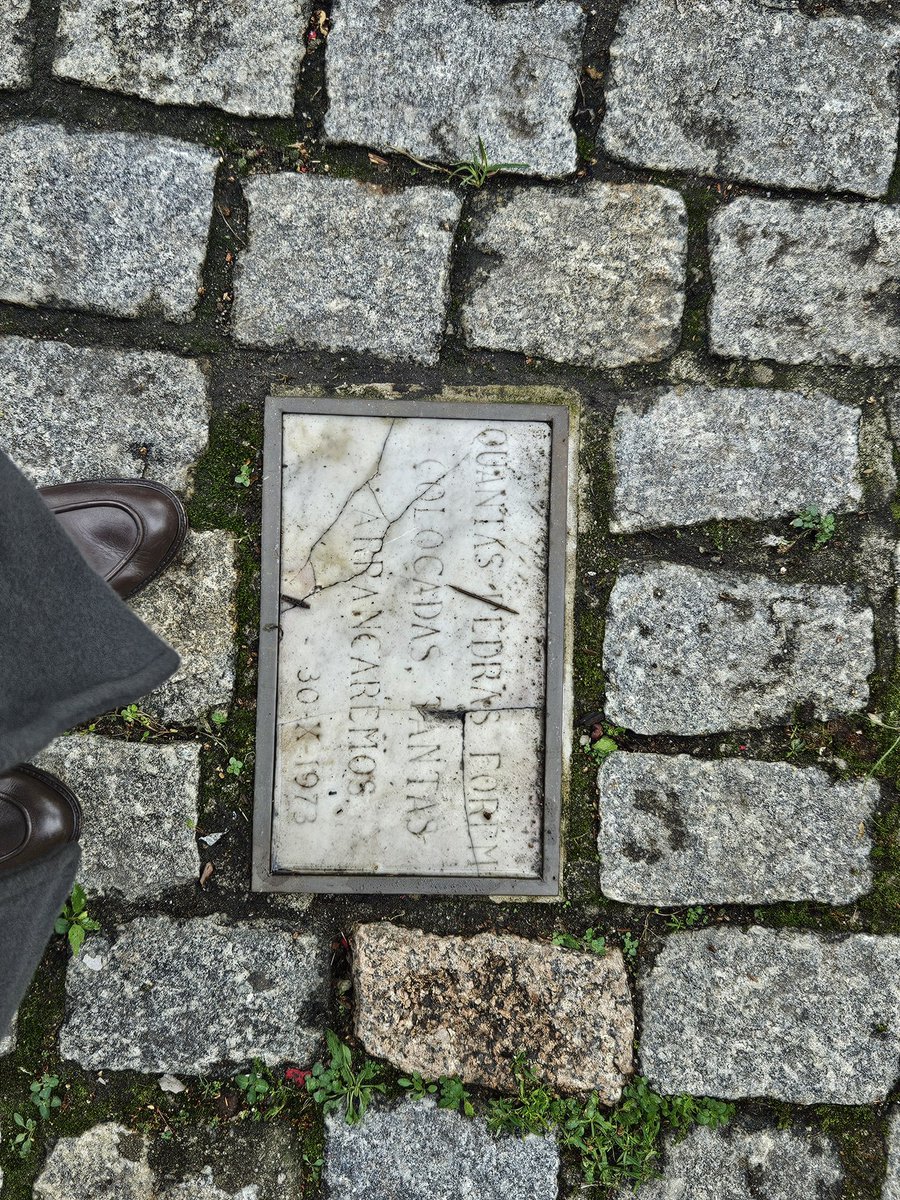 QUANTAS PEDRAS FOREM
COLOCADAS, TANTAS
ARRANCAREMOS.
30·X·1973